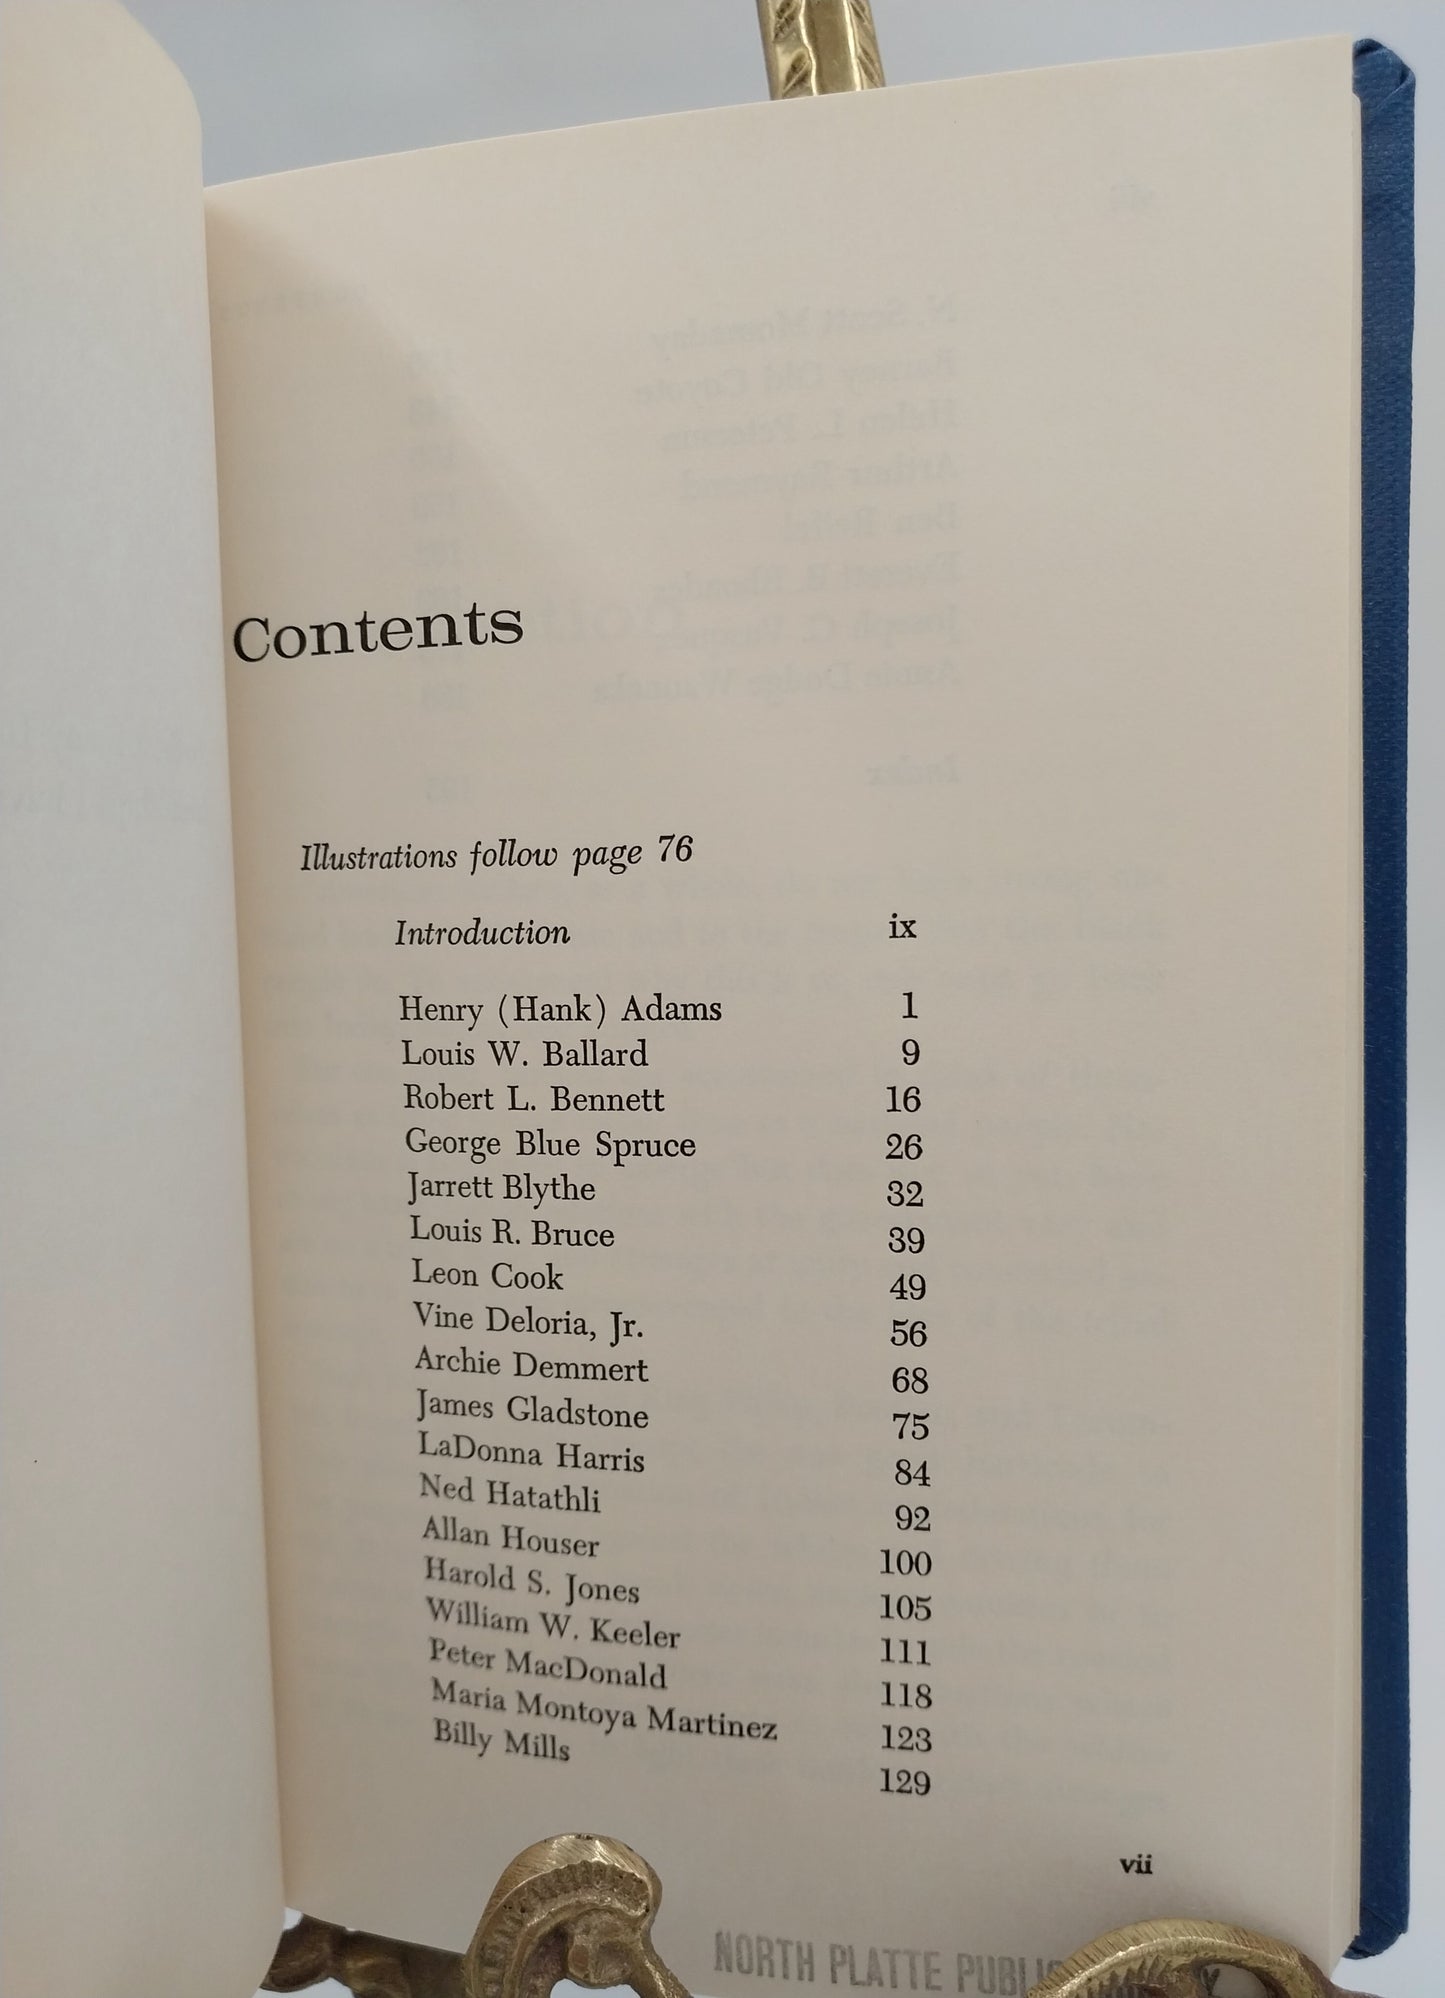 Contents
Illustrations follow page 76
Introduction ix
Henry (Hank) Adams 1
Louis W. Ballard 9
Robert L. Bennett 16
George Blue Spruce 26
Jarrett Blythe 32
Louis R. Bruce 39
Leon Cook 49
Vine Deloria, Jr. 56
Archie Demmert 68
James Gladstone 75
LaDonna Harris 84
Ned Hatathli 92
Allan Houser 100
Harold S. Jones 105
William W. Keeler 111
Peter MacDonald 118
Maria Montoya Martinez 123
Billy Mills 129
vii
NORTH PLATTE